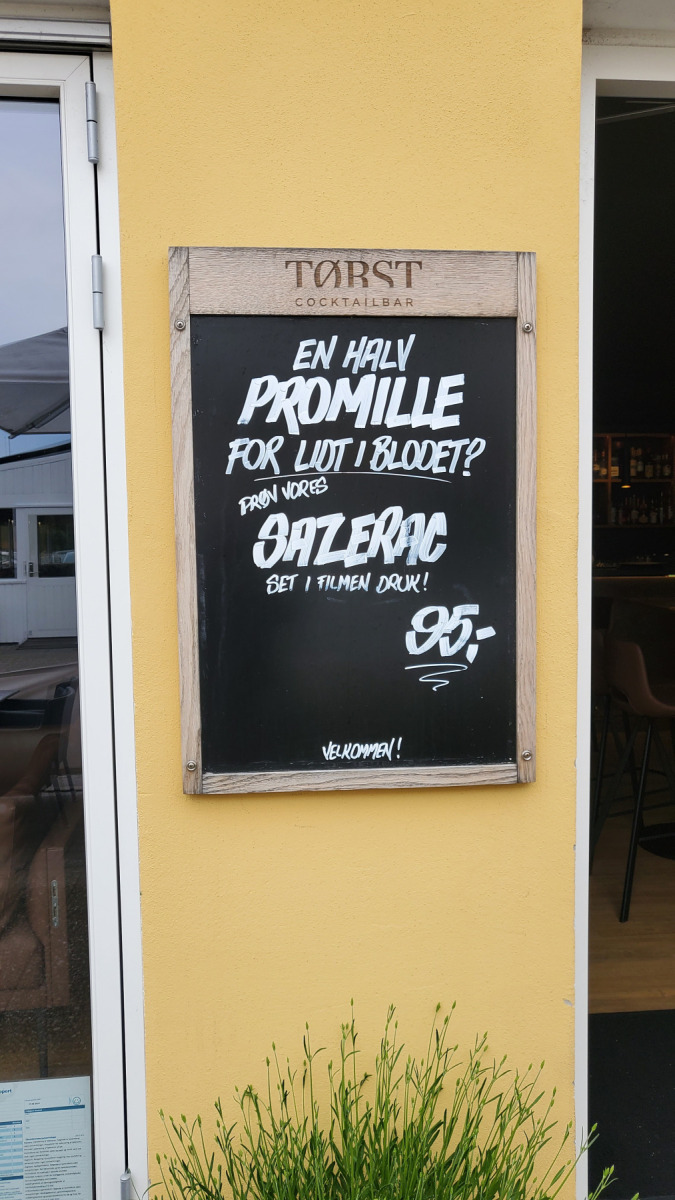 TØRST
COCKTAILBAR
EN HALV
PROMILLE
FOR LIDT I BLODET?
PRØV VORES
SAZERAC
SET I FILMEN DRUK!
95,-
VELKOMMEN!